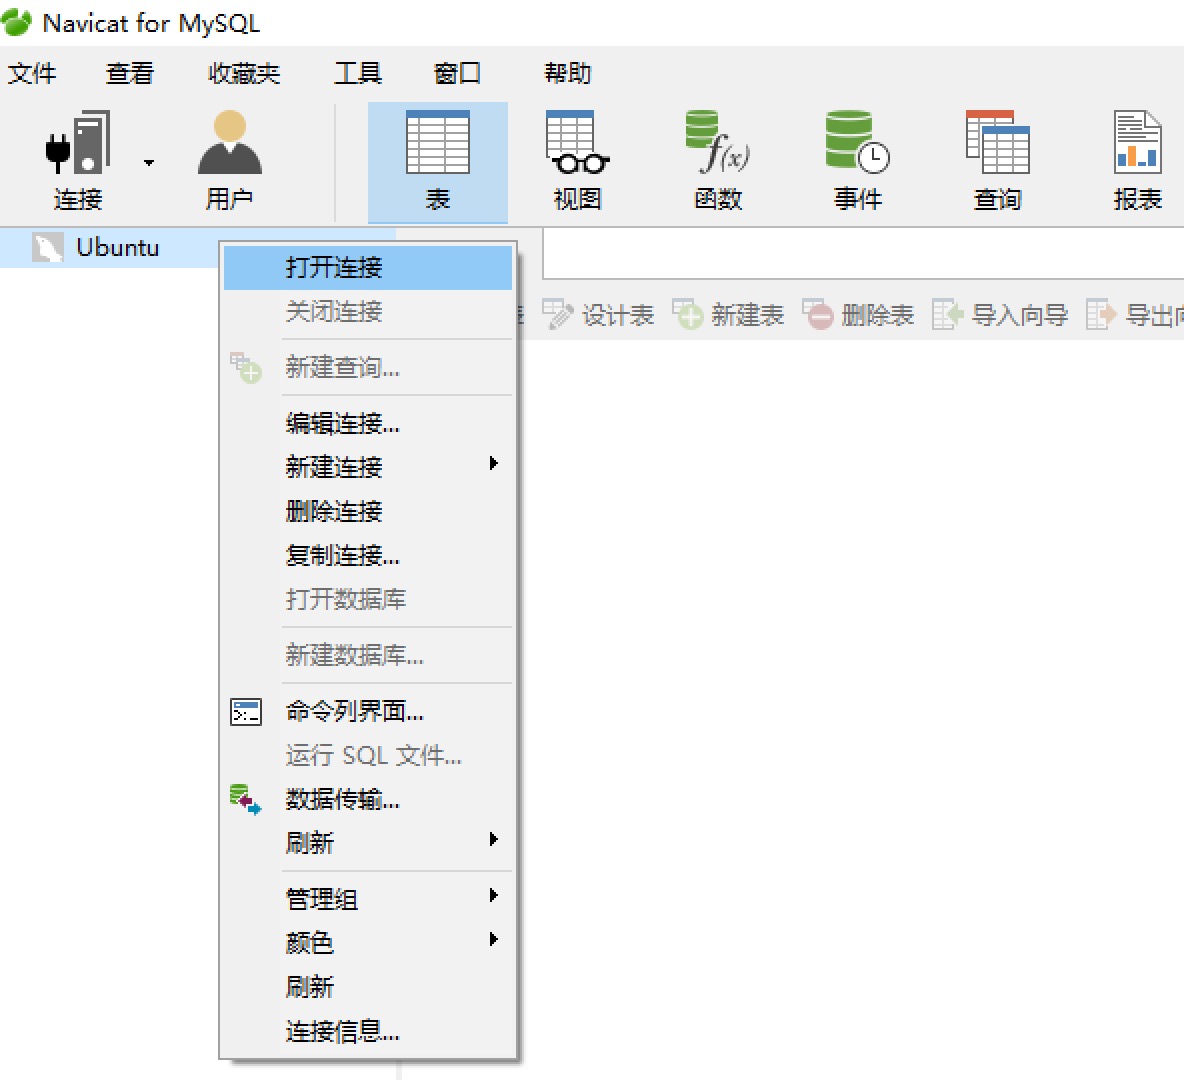 Navicat for MySQL
文件 查看 收藏夹 工具 窗口 帮助
连接 用户 表 视图 函数 事件 查询 报表
Ubuntu
设计表 新建表 删除表 导入向导 导出
打开连接
关闭连接
新建查询...
编辑连接...
新建连接
删除连接
复制连接...
打开数据库
新建数据库...
命令列界面...
运行 SQL 文件...
数据传输...
刷新
管理组
颜色
刷新
连接信息...